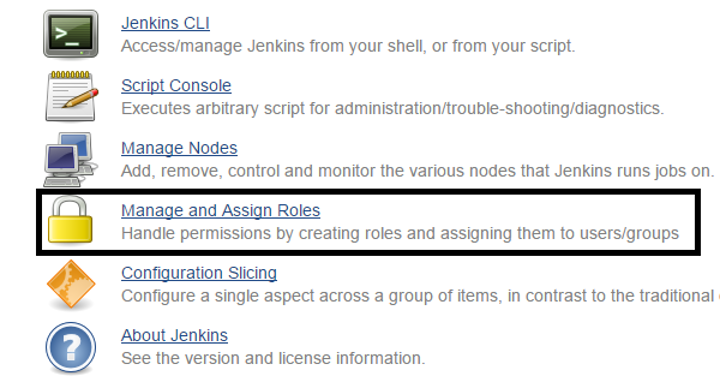 Jenkins CLI
Access/manage Jenkins from your shell, or from your script.
Script Console
Executes arbitrary script for administration/trouble-shooting/diagnostics.
Manage Nodes
Add, remove, control and monitor the various nodes that Jenkins runs jobs on.
Manage and Assign Roles
Handle permissions by creating roles and assigning them to users/groups
Configuration Slicing
Configure a single aspect across a group of items, in contrast to the traditional
About Jenkins
See the version and license information.